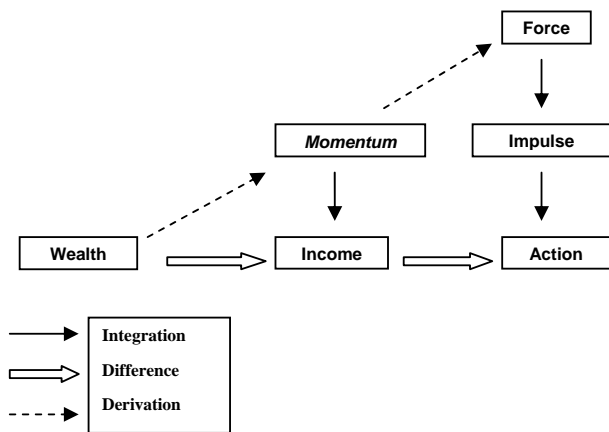 Force
Momentum
Impulse
Wealth
Income
Action
Integration
Difference
Derivation